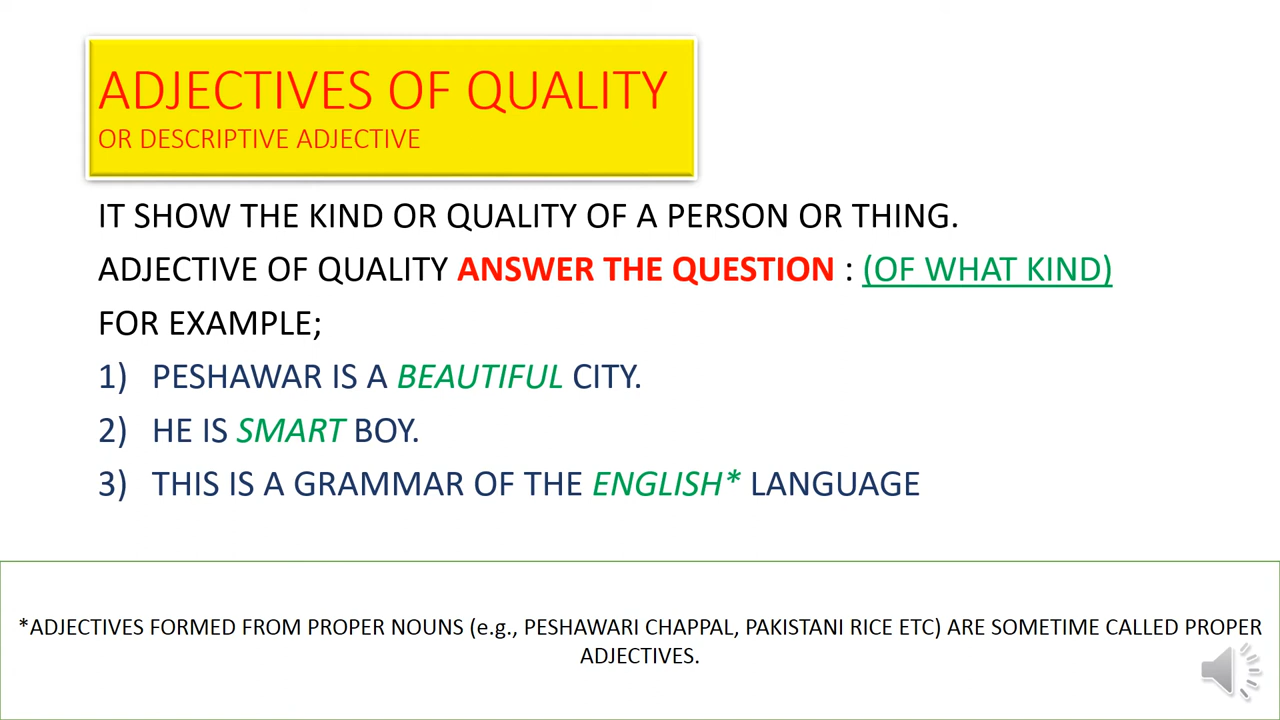 ADJECTIVES OF QUALITY
OR DESCRIPTIVE ADJECTIVE
IT SHOW THE KIND OR QUALITY OF A PERSON OR THING.
ADJECTIVE OF QUALITY ANSWER THE QUESTION : (OF WHAT KIND)
FOR EXAMPLE;
1) PESHAWAR IS A BEAUTIFUL CITY.
2) HE IS SMART BOY.
3) THIS IS A GRAMMAR OF THE ENGLISH* LANGUAGE
*ADJECTIVES FORMED FROM PROPER NOUNS (e.g., PESHAWARI CHAPPAL, PAKISTANI RICE ETC) ARE SOMETIME CALLED PROPER
ADJECTIVES.